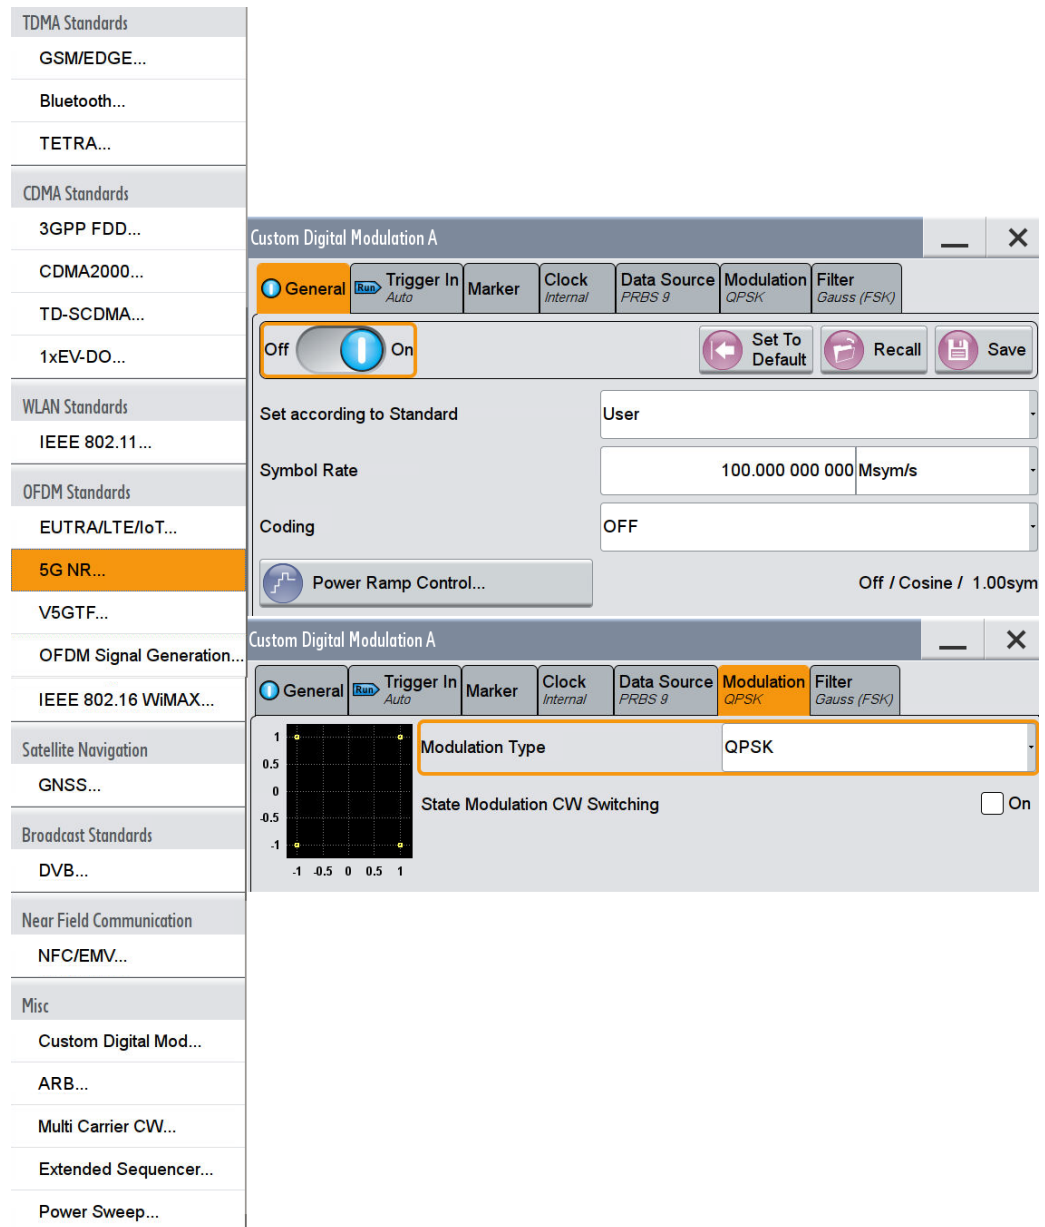 TDMA Standards
GSM/EDGE...
Bluetooth...
TETRA...
CDMA Standards
3GPP FDD...
CDMA2000...
TD-SCDMA...
1xEV-DO...
WLAN Standards
IEEE 802.11...
OFDM Standards
EUTRA/LTE/IoT...
5G NR...
V5GTF...
OFDM Signal Generation...
IEEE 802.16 WiMAX...
Satellite Navigation
GNSS...
Broadcast Standards
DVB...
Near Field Communication
NFC/EMV...
Misc
Custom Digital Mod...
ARB...
Multi Carrier CW...
Extended Sequencer...
Power Sweep...
Custom Digital Modulation A
General Run Trigger In Auto Marker Clock Internal Data Source PRBS 9 Modulation QPSK Filter Gauss (FSK)
Off On Set To Default Recall Save
Set according to Standard User
Symbol Rate 100.000 000 000 Msym/s
Coding OFF
Power Ramp Control... Off / Cosine / 1.00sym
Custom Digital Modulation A
General Run Trigger In Auto Marker Clock Internal Data Source PRBS 9 Modulation QPSK Filter Gauss (FSK)
1
0.5
0
-0.5
-1
-1 -0.5 0 0.5 1
Modulation Type QPSK
State Modulation CW Switching On